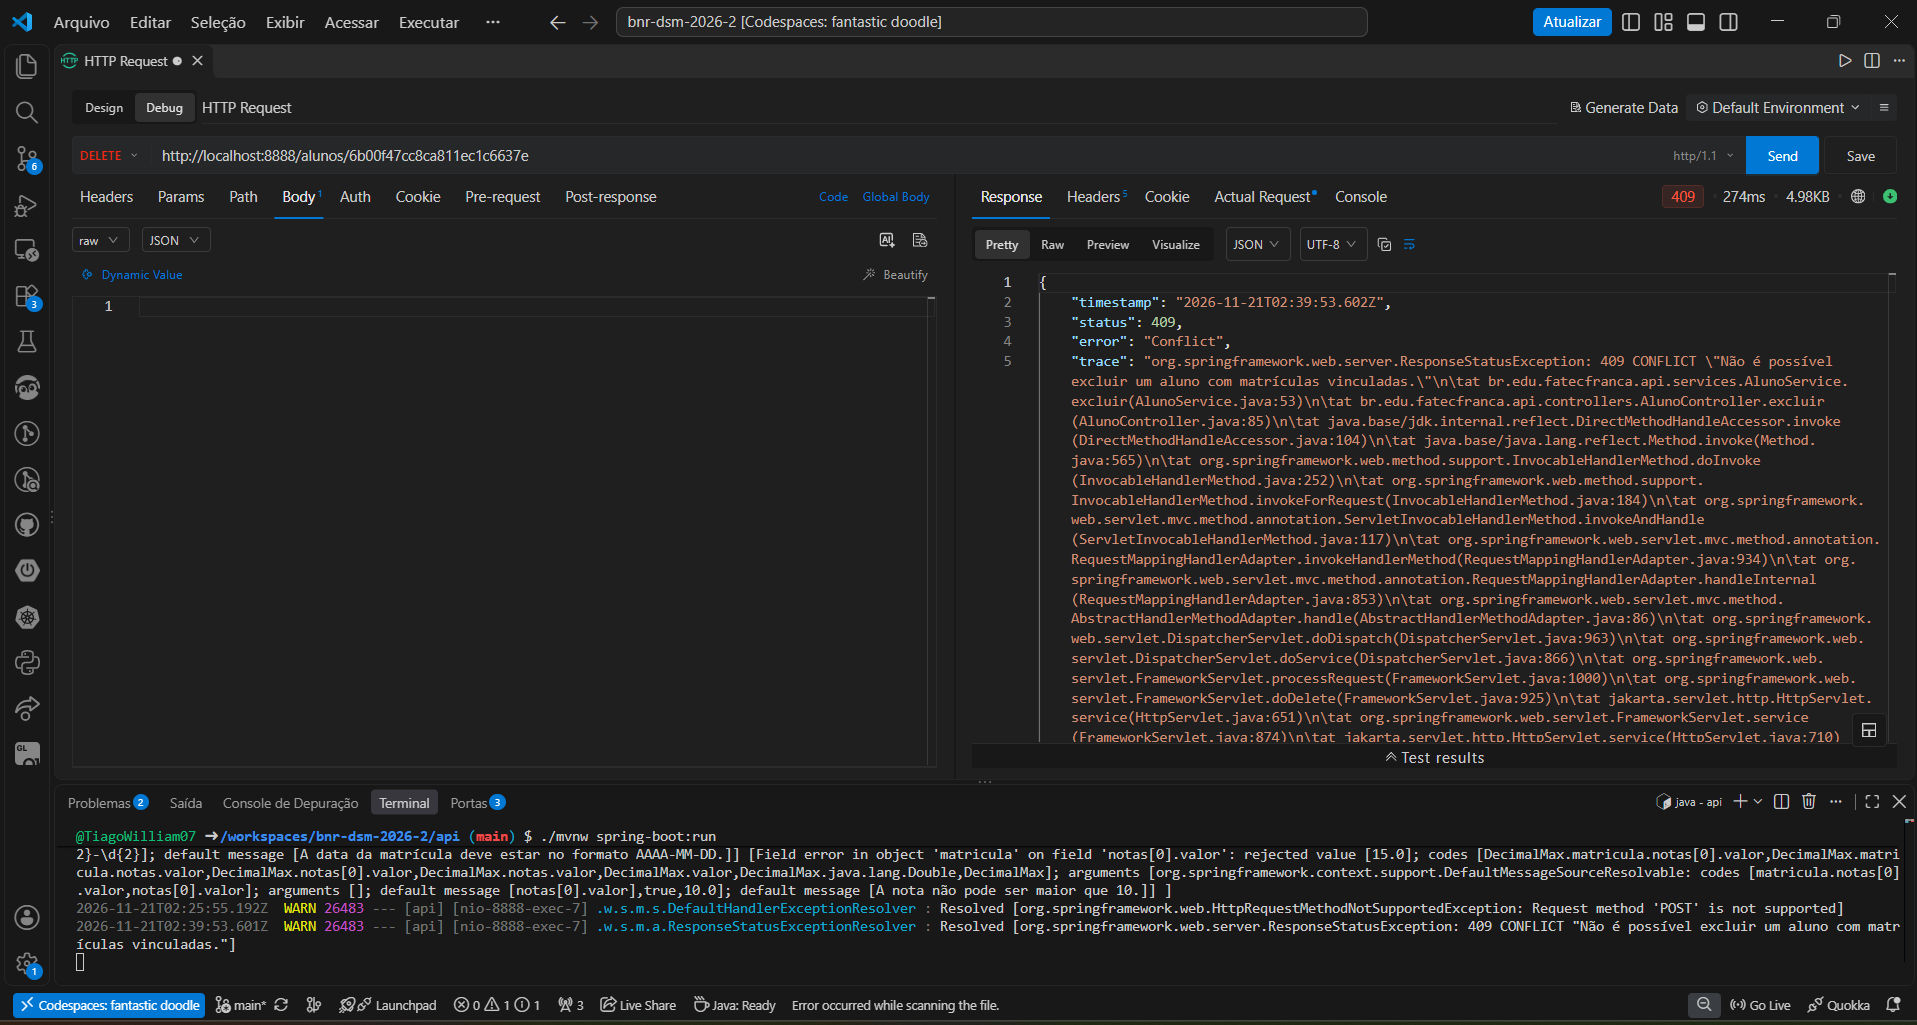 Arquivo Editar Seleção Exibir Acessar Executar ··· bnr-dsm-2026-2 [Codespaces: fantastic doodle] Atualizar
HTTP Request
Design Debug HTTP Request Generate Data Default Environment
DELETE http://localhost:8888/alunos/6b00f47cc8ca811ec1c6637e http/1.1 Send Save
Headers Params Path Body 1 Auth Cookie Pre-request Post-response Code Global Body
raw JSON
Dynamic Value Beautify
1
Response Headers 5 Cookie Actual Request Console 409 274ms 4.98KB
Pretty Raw Preview Visualize JSON UTF-8
1 {
2 "timestamp": "2026-11-21T02:39:53.602Z",
3 "status": 409,
4 "error": "Conflict",
5 "trace": "org.springframework.web.server.ResponseStatusException: 409 CONFLICT \"Não é possível
excluir um aluno com matrículas vinculadas.\"\n\tat br.edu.fatecfranca.api.services.AlunoService.
excluir(AlunoService.java:53)\n\tat br.edu.fatecfranca.api.controllers.AlunoController.excluir
(AlunoController.java:85)\n\tat java.base/jdk.internal.reflect.DirectMethodHandleAccessor.invoke
(DirectMethodHandleAccessor.java:104)\n\tat java.base/java.lang.reflect.Method.invoke(Method.
java:565)\n\tat org.springframework.web.method.support.InvocableHandlerMethod.doInvoke
(InvocableHandlerMethod.java:252)\n\tat org.springframework.web.method.support.
InvocableHandlerMethod.invokeForRequest(InvocableHandlerMethod.java:184)\n\tat org.springframework.
web.servlet.mvc.method.annotation.ServletInvocableHandlerMethod.invokeAndHandle
(ServletInvocableHandlerMethod.java:117)\n\tat org.springframework.web.servlet.mvc.method.annotation.
RequestMappingHandlerAdapter.invokeHandlerMethod(RequestMappingHandlerAdapter.java:934)\n\tat org.
springframework.web.servlet.mvc.method.annotation.RequestMappingHandlerAdapter.handleInternal
(RequestMappingHandlerAdapter.java:853)\n\tat org.springframework.web.servlet.mvc.method.
AbstractHandlerMethodAdapter.handle(AbstractHandlerMethodAdapter.java:86)\n\tat org.springframework.
web.servlet.DispatcherServlet.doDispatch(DispatcherServlet.java:963)\n\tat org.springframework.web.
servlet.DispatcherServlet.doService(DispatcherServlet.java:866)\n\tat org.springframework.web.
servlet.FrameworkServlet.processRequest(FrameworkServlet.java:1000)\n\tat org.springframework.web.
servlet.FrameworkServlet.doDelete(FrameworkServlet.java:925)\n\tat jakarta.servlet.http.HttpServlet.
service(HttpServlet.java:651)\n\tat org.springframework.web.servlet.FrameworkServlet.service
(FrameworkServlet.java:874)\n\tat jakarta.servlet.http.HttpServlet.service(HttpServlet.java:710)
Test results
Problemas 2 Saída Console de Depuração Terminal Portas 3 java - api
@TiagoWilliam07 ➜ /workspaces/bnr-dsm-2026-2/api (main) $ ./mvnw spring-boot:run
2}-\d{2}]; default message [A data da matrícula deve estar no formato AAAA-MM-DD.]] [Field error in object 'matricula' on field 'notas[0].valor': rejected value [15.0]; codes [DecimalMax.matricula.notas[0].valor,DecimalMax.matri
cula.notas.valor,DecimalMax.notas[0].valor,DecimalMax.notas.valor,DecimalMax.valor,DecimalMax.java.lang.Double,DecimalMax]; arguments [org.springframework.context.support.DefaultMessageSourceResolvable: codes [matricula.notas[0]
.valor,notas[0].valor]; arguments []; default message [notas[0].valor],true,10.0]; default message [A nota não pode ser maior que 10.]] ]
2026-11-21T02:25:55.192Z WARN 26483 --- [api] [nio-8888-exec-7] .w.s.m.s.DefaultHandlerExceptionResolver : Resolved [org.springframework.web.HttpRequestMethodNotSupportedException: Request method 'POST' is not supported]
2026-11-21T02:39:53.601Z WARN 26483 --- [api] [nio-8888-exec-7] .w.s.m.a.ResponseStatusExceptionResolver : Resolved [org.springframework.web.server.ResponseStatusException: 409 CONFLICT "Não é possível excluir um aluno com matr
ículas vinculadas."]
Codespaces: fantastic doodle main* Launchpad 0 1 1 3 Live Share Java: Ready Error occurred while scanning the file. Go Live Quokka
6
3
GL
1